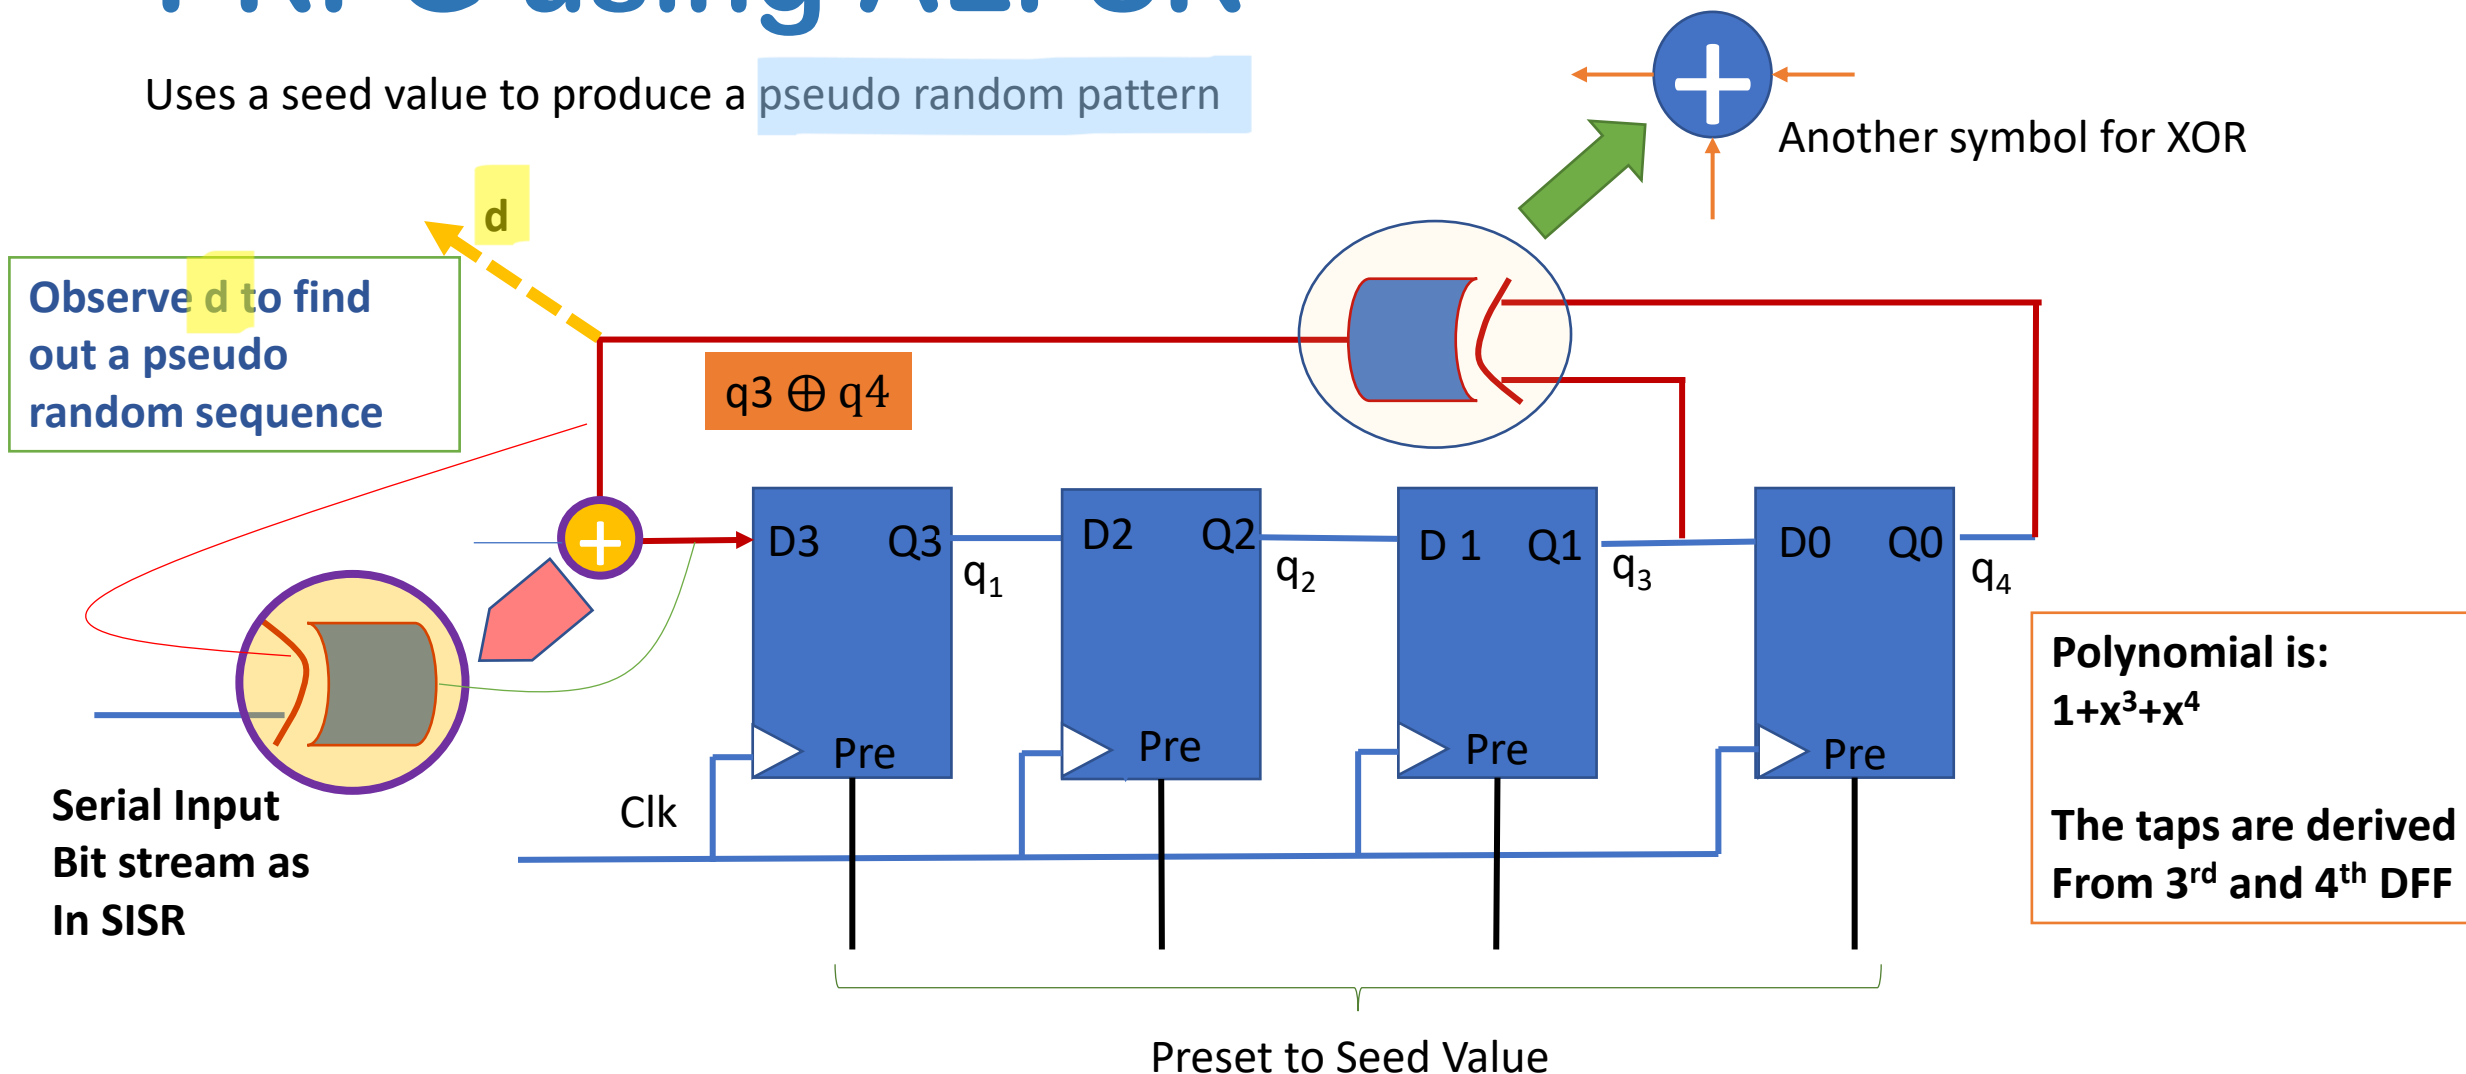 PRPG using ALFSR
Uses a seed value to produce a pseudo random pattern
Another symbol for XOR
d
Observe d to find
out a pseudo
random sequence
q3 ⊕ q4
D3 Q3
D2 Q2
D 1 Q1
D0 Q0
q₁
q₂
q₃
q₄
Pre
Pre
Pre
Pre
Clk
Serial Input
Bit stream as
In SISR
Polynomial is:
1+x³+x⁴
The taps are derived
From 3ʳᵈ and 4ᵗʰ DFF
Preset to Seed Value